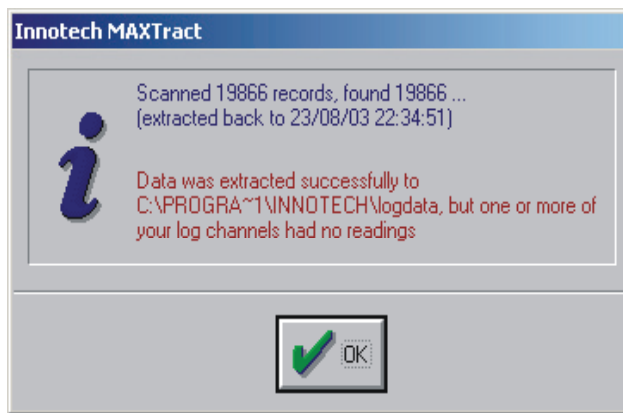 Innotech MAXTract
Scanned 19866 records, found 19866 ...
(extracted back to 23/08/03 22:34:51)
Data was extracted successfully to
C:\PROGRA~1\INNOTECH\logdata, but one or more of
your log channels had no readings
OK